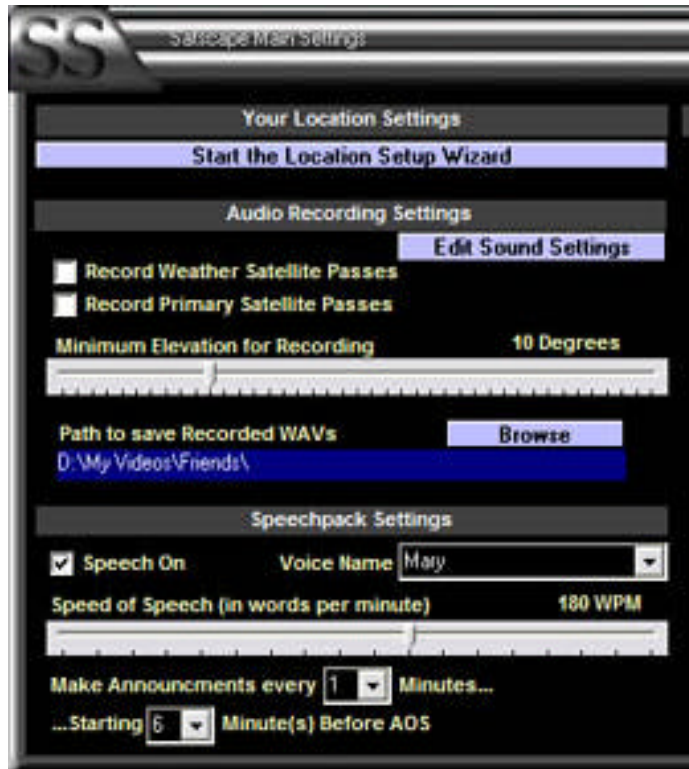 SS
Satscape Main Settings
Your Location Settings
Start the Location Setup Wizard
Audio Recording Settings
Edit Sound Settings
Record Weather Satellite Passes
Record Primary Satellite Passes
Minimum Elevation for Recording 10 Degrees
Path to save Recorded WAVs Browse
D:\My Videos\Friends\
Speechpack Settings
Speech On Voice Name Mary
Speed of Speech (in words per minute) 180 WPM
Make Announcments every 1 Minutes...
...Starting 6 Minute(s) Before AOS